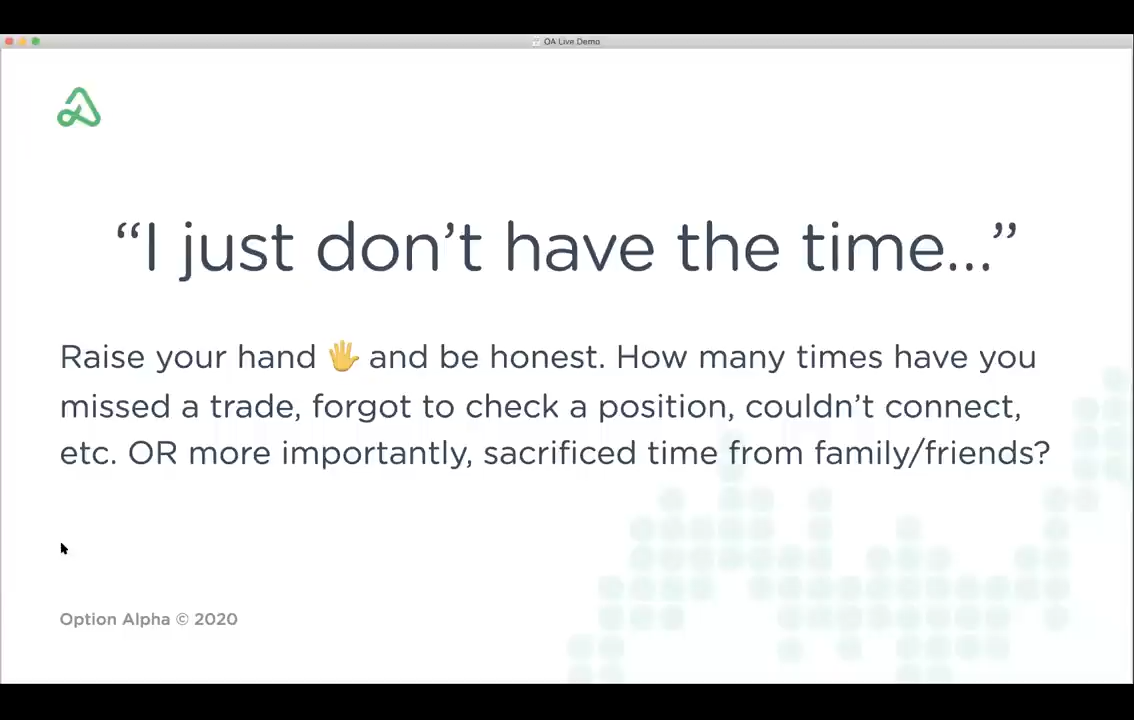 OA Live Demo
“I just don’t have the time...”
Raise your hand 🖐 and be honest. How many times have you
missed a trade, forgot to check a position, couldn’t connect,
etc. OR more importantly, sacrificed time from family/friends?
Option Alpha © 2020